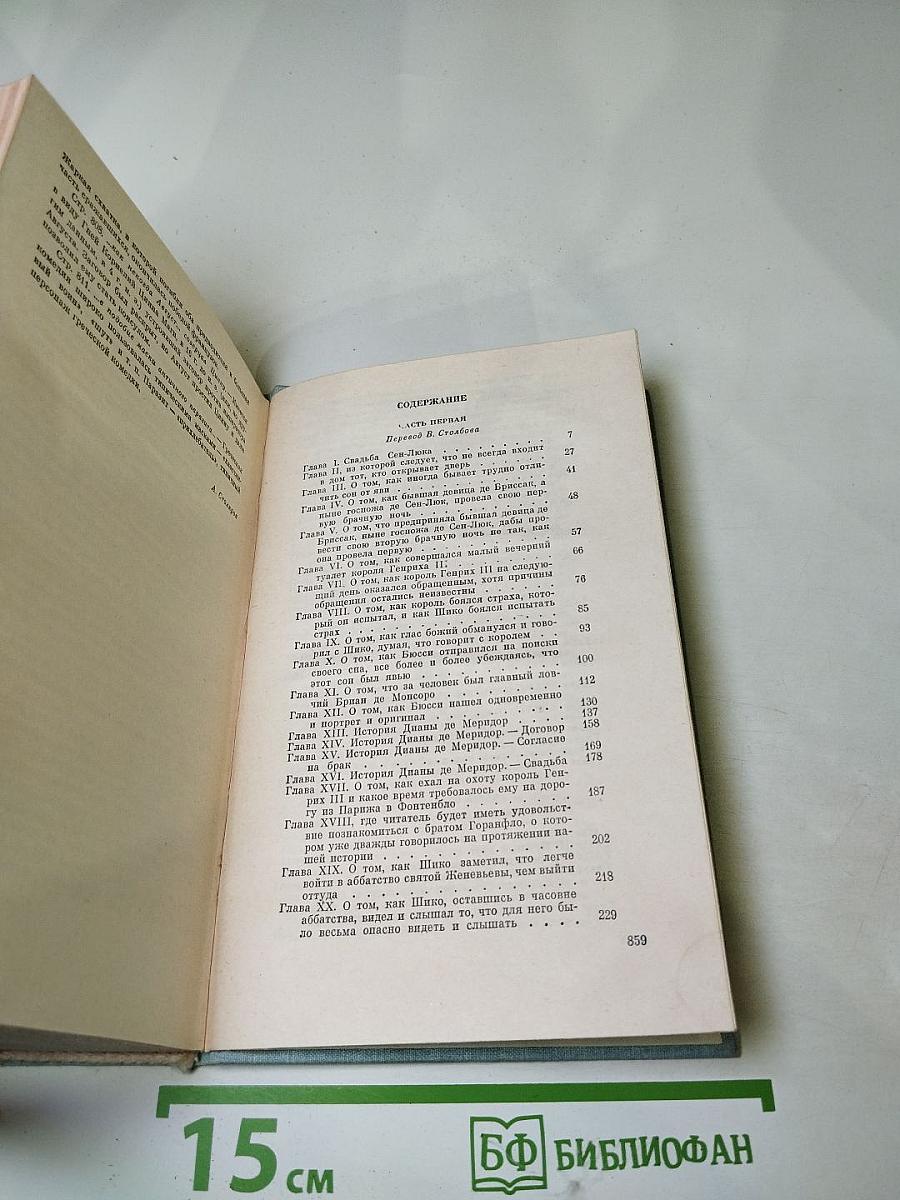 Жаркая схватка, в которой погибла
Стр. 808.
Стр. 811.
персонаж греческой комедии.
СОДЕРЖАНИЕ
ЧАСТЬ ПЕРВАЯ
Перевод В. Столбова
Глава I. Свадьба Сен-Люка . . . . . . . . . 7
Глава II, из которой следует, что не всегда входит
в дом тот, кто открывает дверь . . . . . . 27
Глава III. О том, как иногда бывает трудно отли-
чить сон от яви . . . . . . . . . . 41
Глава IV. О том, как бывшая девица де Бриссак, а
ныне госпожа де Сен-Люк, провела свою пер-
вую брачную ночь . . . . . . . . . 48
Глава V. О том, что предприняла бывшая девица де
Бриссак, ныне госпожа де Сен-Люк, дабы про-
вести свою вторую брачную ночь не так, как
она провела первую . . . . . . . . . 57
Глава VI. О том, как совершался малый вечерний
туалет короля Генриха III . . . . . . . 66
Глава VII. О том, как король Генрих III на следую-
щий день оказался обращенным, хотя причины
обращения остались неизвестны . . . . . 76
Глава VIII. О том, как король боялся страха, кото-
рый он испытал, и как Шико боялся испытать
страх . . . . . . . . . . . . . 85
Глава IX. О том, как глас божий обманулся и гово-
рил с Шико, думая, что говорит с королем . 93
Глава X. О том, как Бюсси отправился на поиски
своего сна, все более и более убеждаясь, что
этот сон был явью . . . . . . . . . 100
Глава XI. О том, что за человек был главный лов-
чий Бриан де Монсоро . . . . . . . . 112
Глава XII. О том, как Бюсси нашел одновременно
и портрет и оригинал . . . . . . . . 130
Глава XIII. История Дианы де Меридор . . . . 137
Глава XIV. История Дианы де Меридор. — Договор 158
Глава XV. История Дианы де Меридор. — Согласие
на брак . . . . . . . . . . . . 169
Глава XVI. История Дианы де Меридор. — Свадьба 178
Глава XVII. О том, как ехал на охоту король Ген-
рих III и какое время требовалось ему на доро-
гу из Парижа в Фонтенбло . . . . . . . 187
Глава XVIII, где читатель будет иметь удовольст-
вие познакомиться с братом Горанфло, о кото-
ром уже дважды говорилось на протяжении на-
шей истории . . . . . . . . . . . 202
Глава XIX. О том, как Шико заметил, что легче
войти в аббатство святой Женевьевы, чем выйти
оттуда . . . . . . . . . . . . . 218
Глава XX. О том, как Шико, оставшись в часовне
аббатства, видел и слышал то, что для него бы-
ло весьма опасно видеть и слышать . . . . 229
859
15 см
БФ БИБЛИОФАН